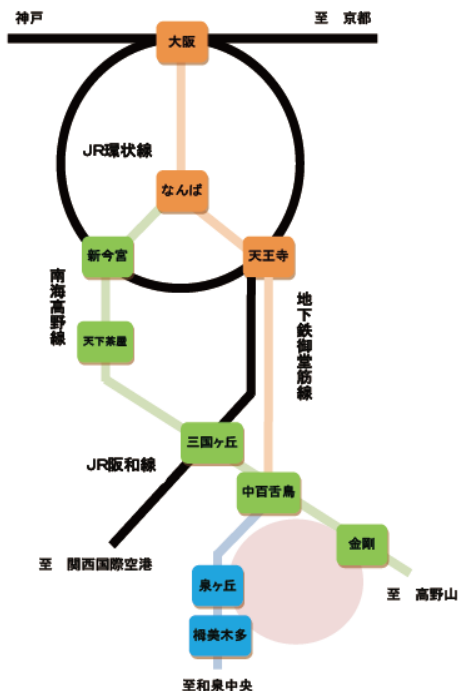 神戸
至 京都
大阪
JR環状線
なんば
新今宮
天王寺
南海高野線
地下鉄御堂筋線
天下茶屋
三国ヶ丘
JR阪和線
中百舌鳥
金剛
至 関西国際空港
泉ヶ丘
至 高野山
栂美木多
至和泉中央